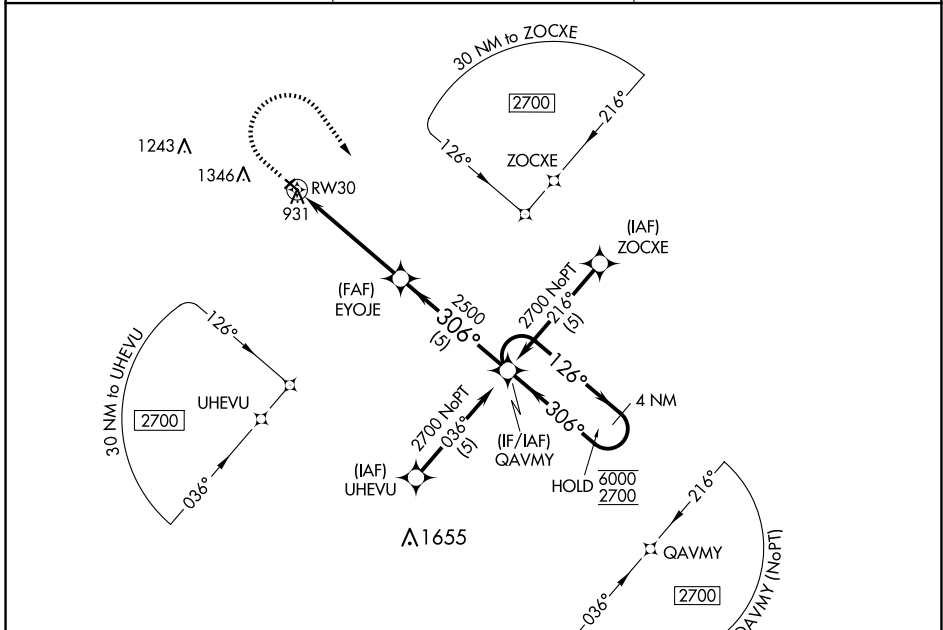 30 NM to ZOCXE
2700
216°
126°
ZOCXE
1243
1346
RW30
931
(IAF)
ZOCXE
(FAF)
EYOJE
2500
306°
(5)
2700 NoPT
216°
(5)
126°
30 NM to UHEVU
126°
UHEVU
2700
036°
2700 NoPT
036°
(5)
306°
4 NM
(IF/IAF)
QAVMY
(IAF)
UHEVU
HOLD 6000
2700
1655
216°
QAVMY
2700
036°
QAVMY (NoPT)